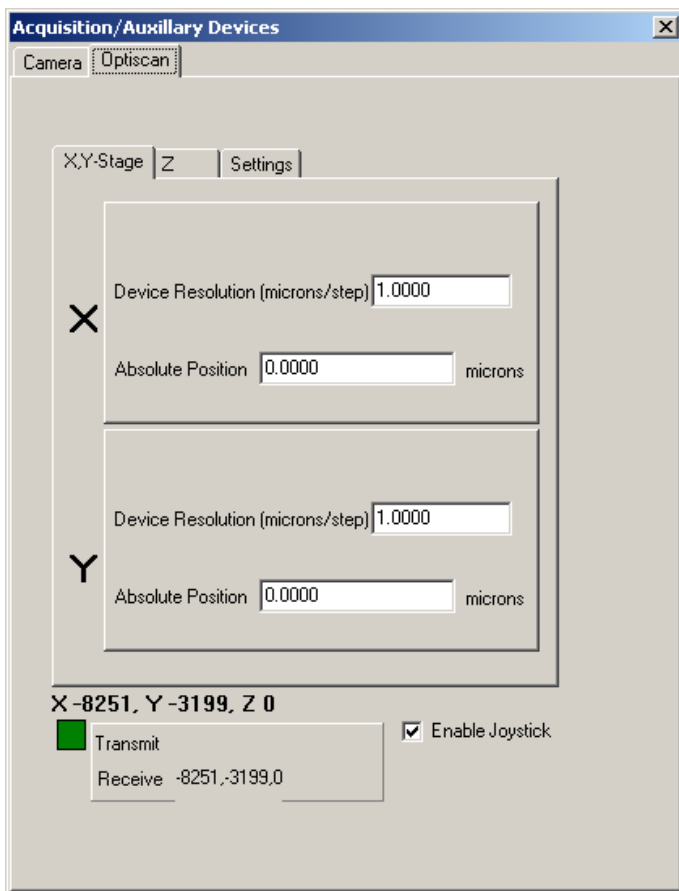 Acquisition/Auxillary Devices
Camera Optiscan
X,Y-Stage Z Settings
Device Resolution (microns/step) 1.0000
X
Absolute Position 0.0000 microns
Device Resolution (microns/step) 1.0000
Y
Absolute Position 0.0000 microns
X -8251, Y -3199, Z 0
Transmit
Enable Joystick
Receive -8251,-3199,0